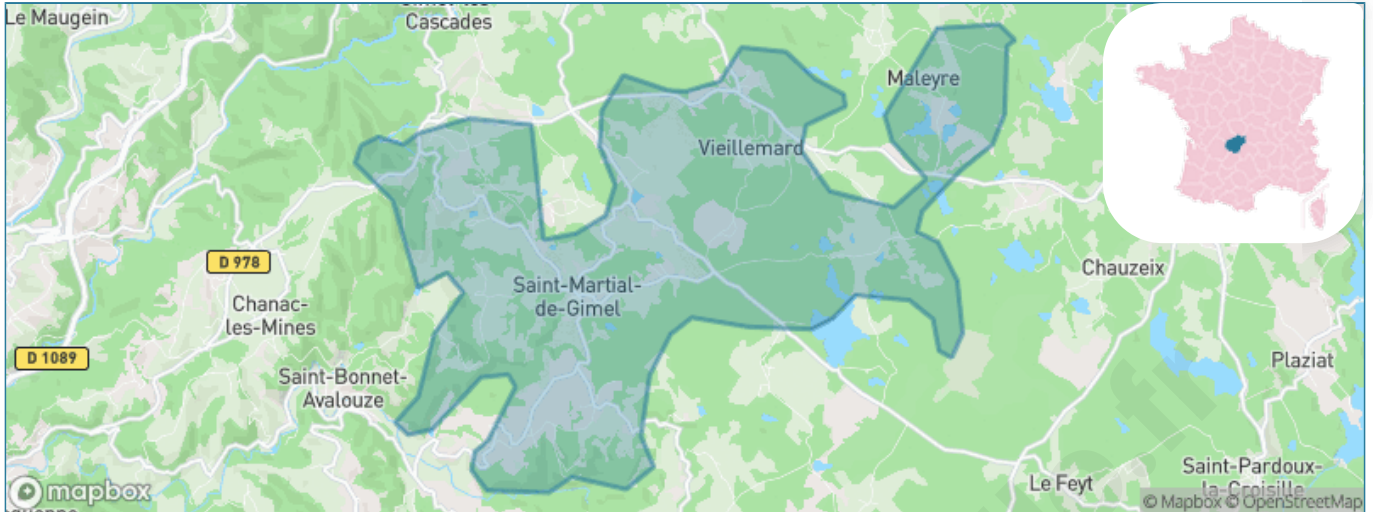 Le Maugein
Cascades
Maleyre
Vieillemard
D 978
Chauzeix
Saint-Martial-
de-Gimel
Chanac-
les-Mines
D 1089
Plaziat
Saint-Bonnet-
Avalouze
Saint-Pardoux-
la-Croisille
Le Feyt
mapbox
© Mapbox © OpenStreetMap